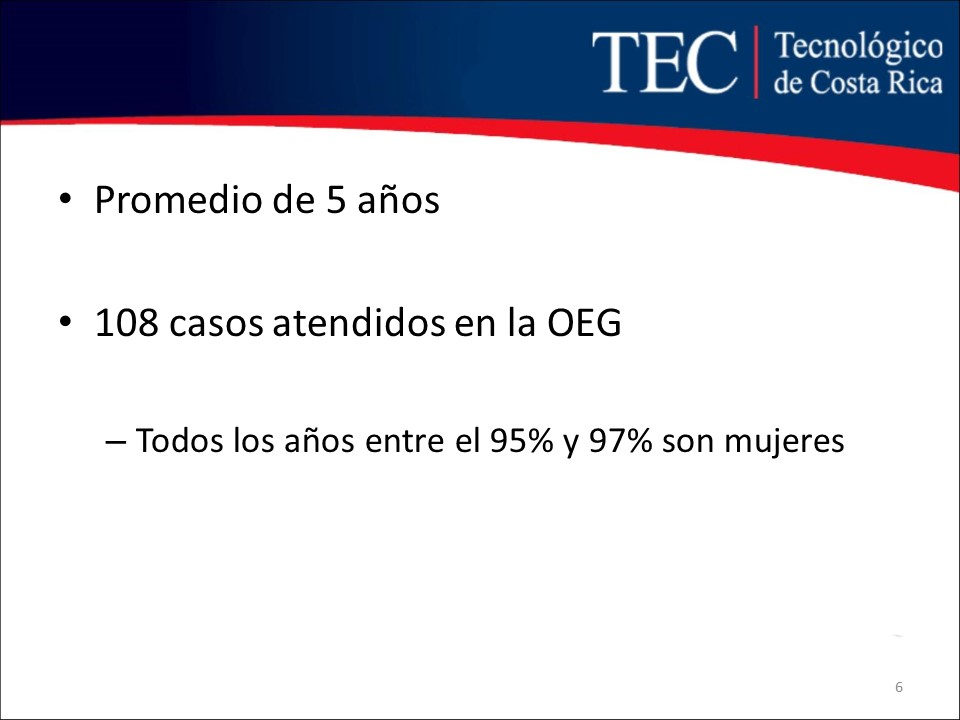 TEC | Tecnológico
de Costa Rica
• Promedio de 5 años
• 108 casos atendidos en la OEG
– Todos los años entre el 95% y 97% son mujeres
6